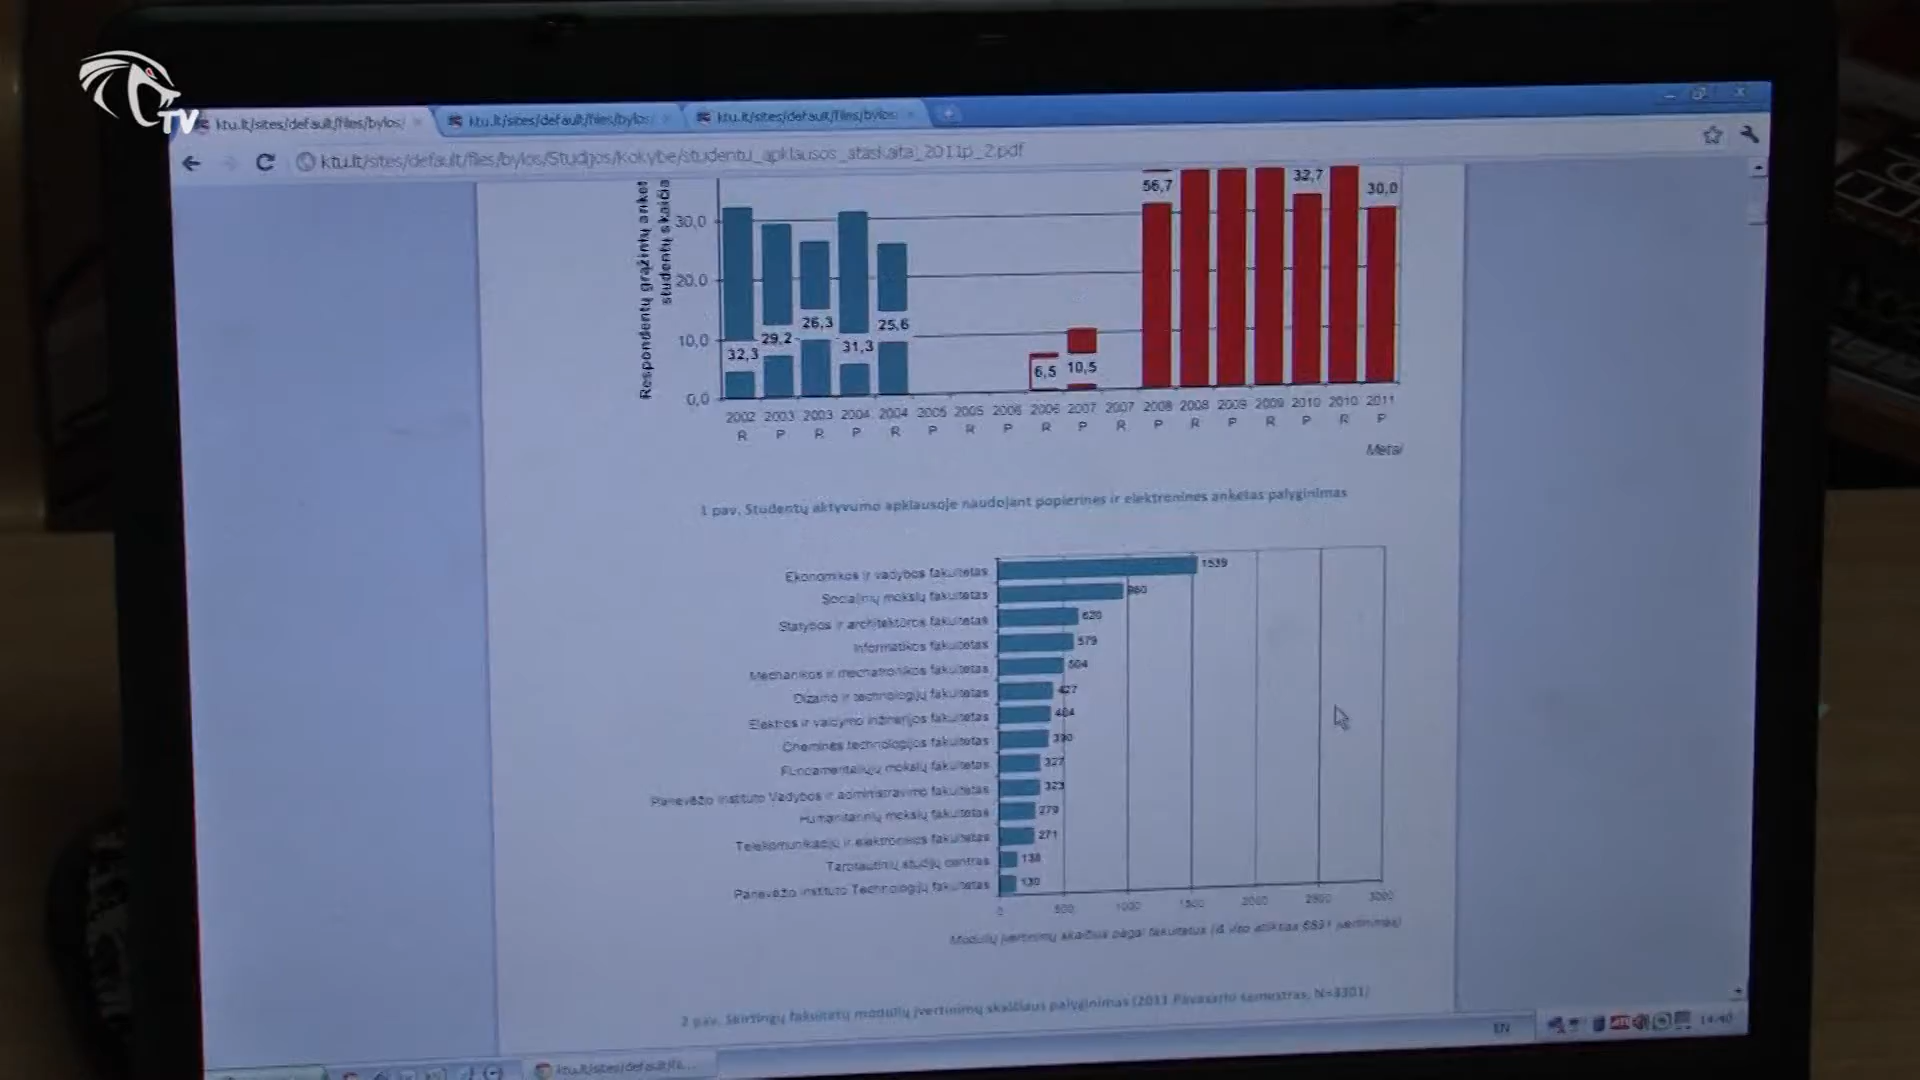 TV
ktu.lt/sites/default/files/bylos/
ktu.lt/sites/default/files/bylos/
ktu.lt/sites/default/files/bylos
ktu.lt/sites/default/files/bylos/Studijos/Kokybe/studentu_apklausos_ataskaita_2011p_2.pdf
Respondentų grąžintų anket
studentų skaičia
30,0
20,0
10,0
0,0
32,3
29,2
26,3
31,3
25,6
6,5
10,5
56,7
32,7
30,0
2002 2003 2003 2004 2004 2005 2005 2006 2006 2007 2007 2008 2008 2009 2009 2010 2010 2011
R P R P R P R P R P R P R P R P R P
Metai
1 pav. Studentų aktyvumo apklausoje naudojant popierines ir elektronines anketas palyginimas
Ekonomikos ir vadybos fakultetas 1539
Socialinių mokslų fakultetas 960
Statybos ir architektūros fakultetas 620
Informatikos fakultetas 579
Mechanikos ir mechatronikos fakultetas 504
Dizaino ir technologijų fakultetas 427
Elektros ir valdymo inžinerijos fakultetas 404
Cheminės technologijos fakultetas 390
Fundamentaliųjų mokslų fakultetas 327
Panevėžio instituto Vadybos ir administravimo fakultetas 323
Humanitarinių mokslų fakultetas 279
Telekomunikacijų ir elektronikos fakultetas 271
Tarptautinių studijų centras 138
Panevėžio instituto Technologijų fakultetas 130
0 500 1000 1500 2000 2500 3000
Modulių įvertinimų skaičius pagal fakultetus (iš viso atliktas 6891 įvertinimas)
2 pav. Skirtingų fakultetų modulių įvertinimų skaičiaus palyginimas (2011 Pavasario semestras, N=3301)
EN
14:40
ktu.lt/sites/default/fi...